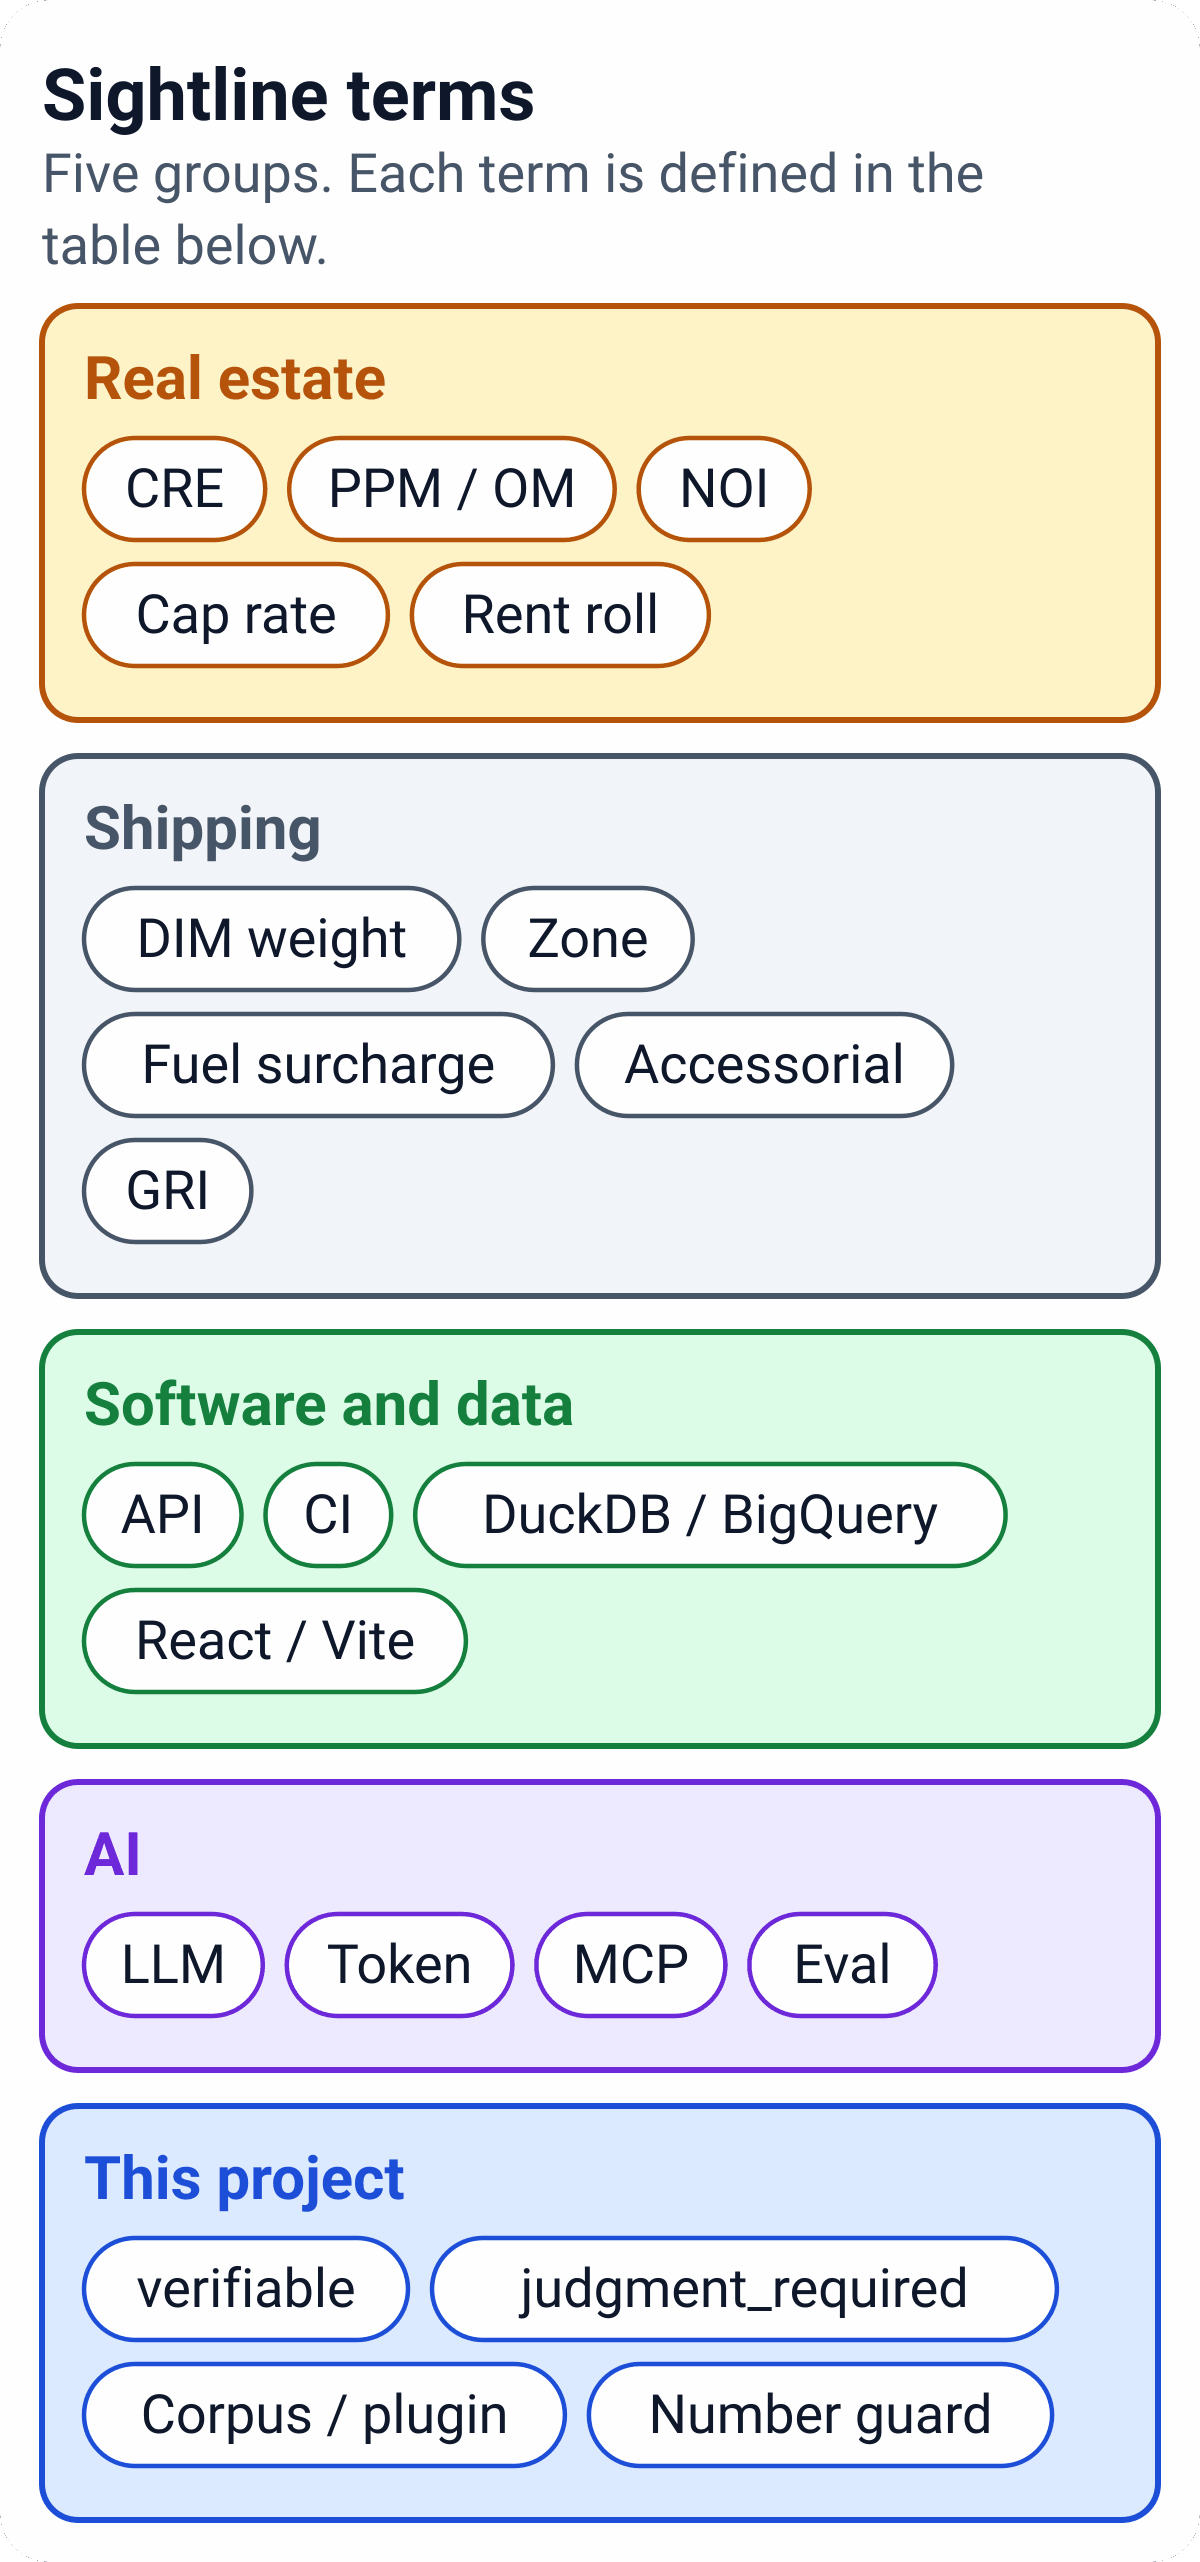 Sightline terms
Five groups. Each term is defined in the
table below.
Real estate
CRE PPM / OM NOI
Cap rate Rent roll
Shipping
DIM weight Zone
Fuel surcharge Accessorial
GRI
Software and data
API CI DuckDB / BigQuery
React / Vite
AI
LLM Token MCP Eval
This project
verifiable judgment_required
Corpus / plugin Number guard